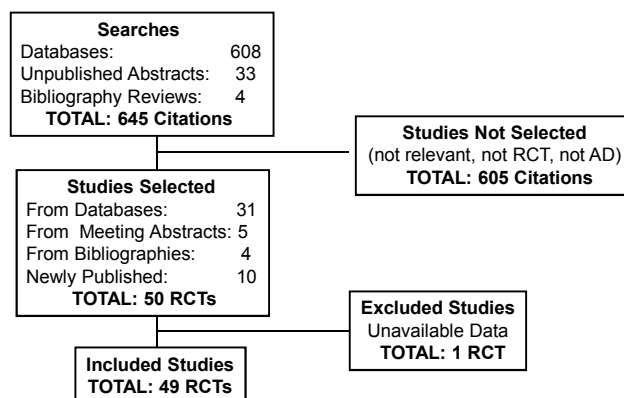 Searches
Databases: 608
Unpublished Abstracts: 33
Bibliography Reviews: 4
TOTAL: 645 Citations
Studies Not Selected
(not relevant, not RCT, not AD)
TOTAL: 605 Citations
Studies Selected
From Databases: 31
From Meeting Abstracts: 5
From Bibliographies: 4
Newly Published: 10
TOTAL: 50 RCTs
Excluded Studies
Unavailable Data
TOTAL: 1 RCT
Included Studies
TOTAL: 49 RCTs